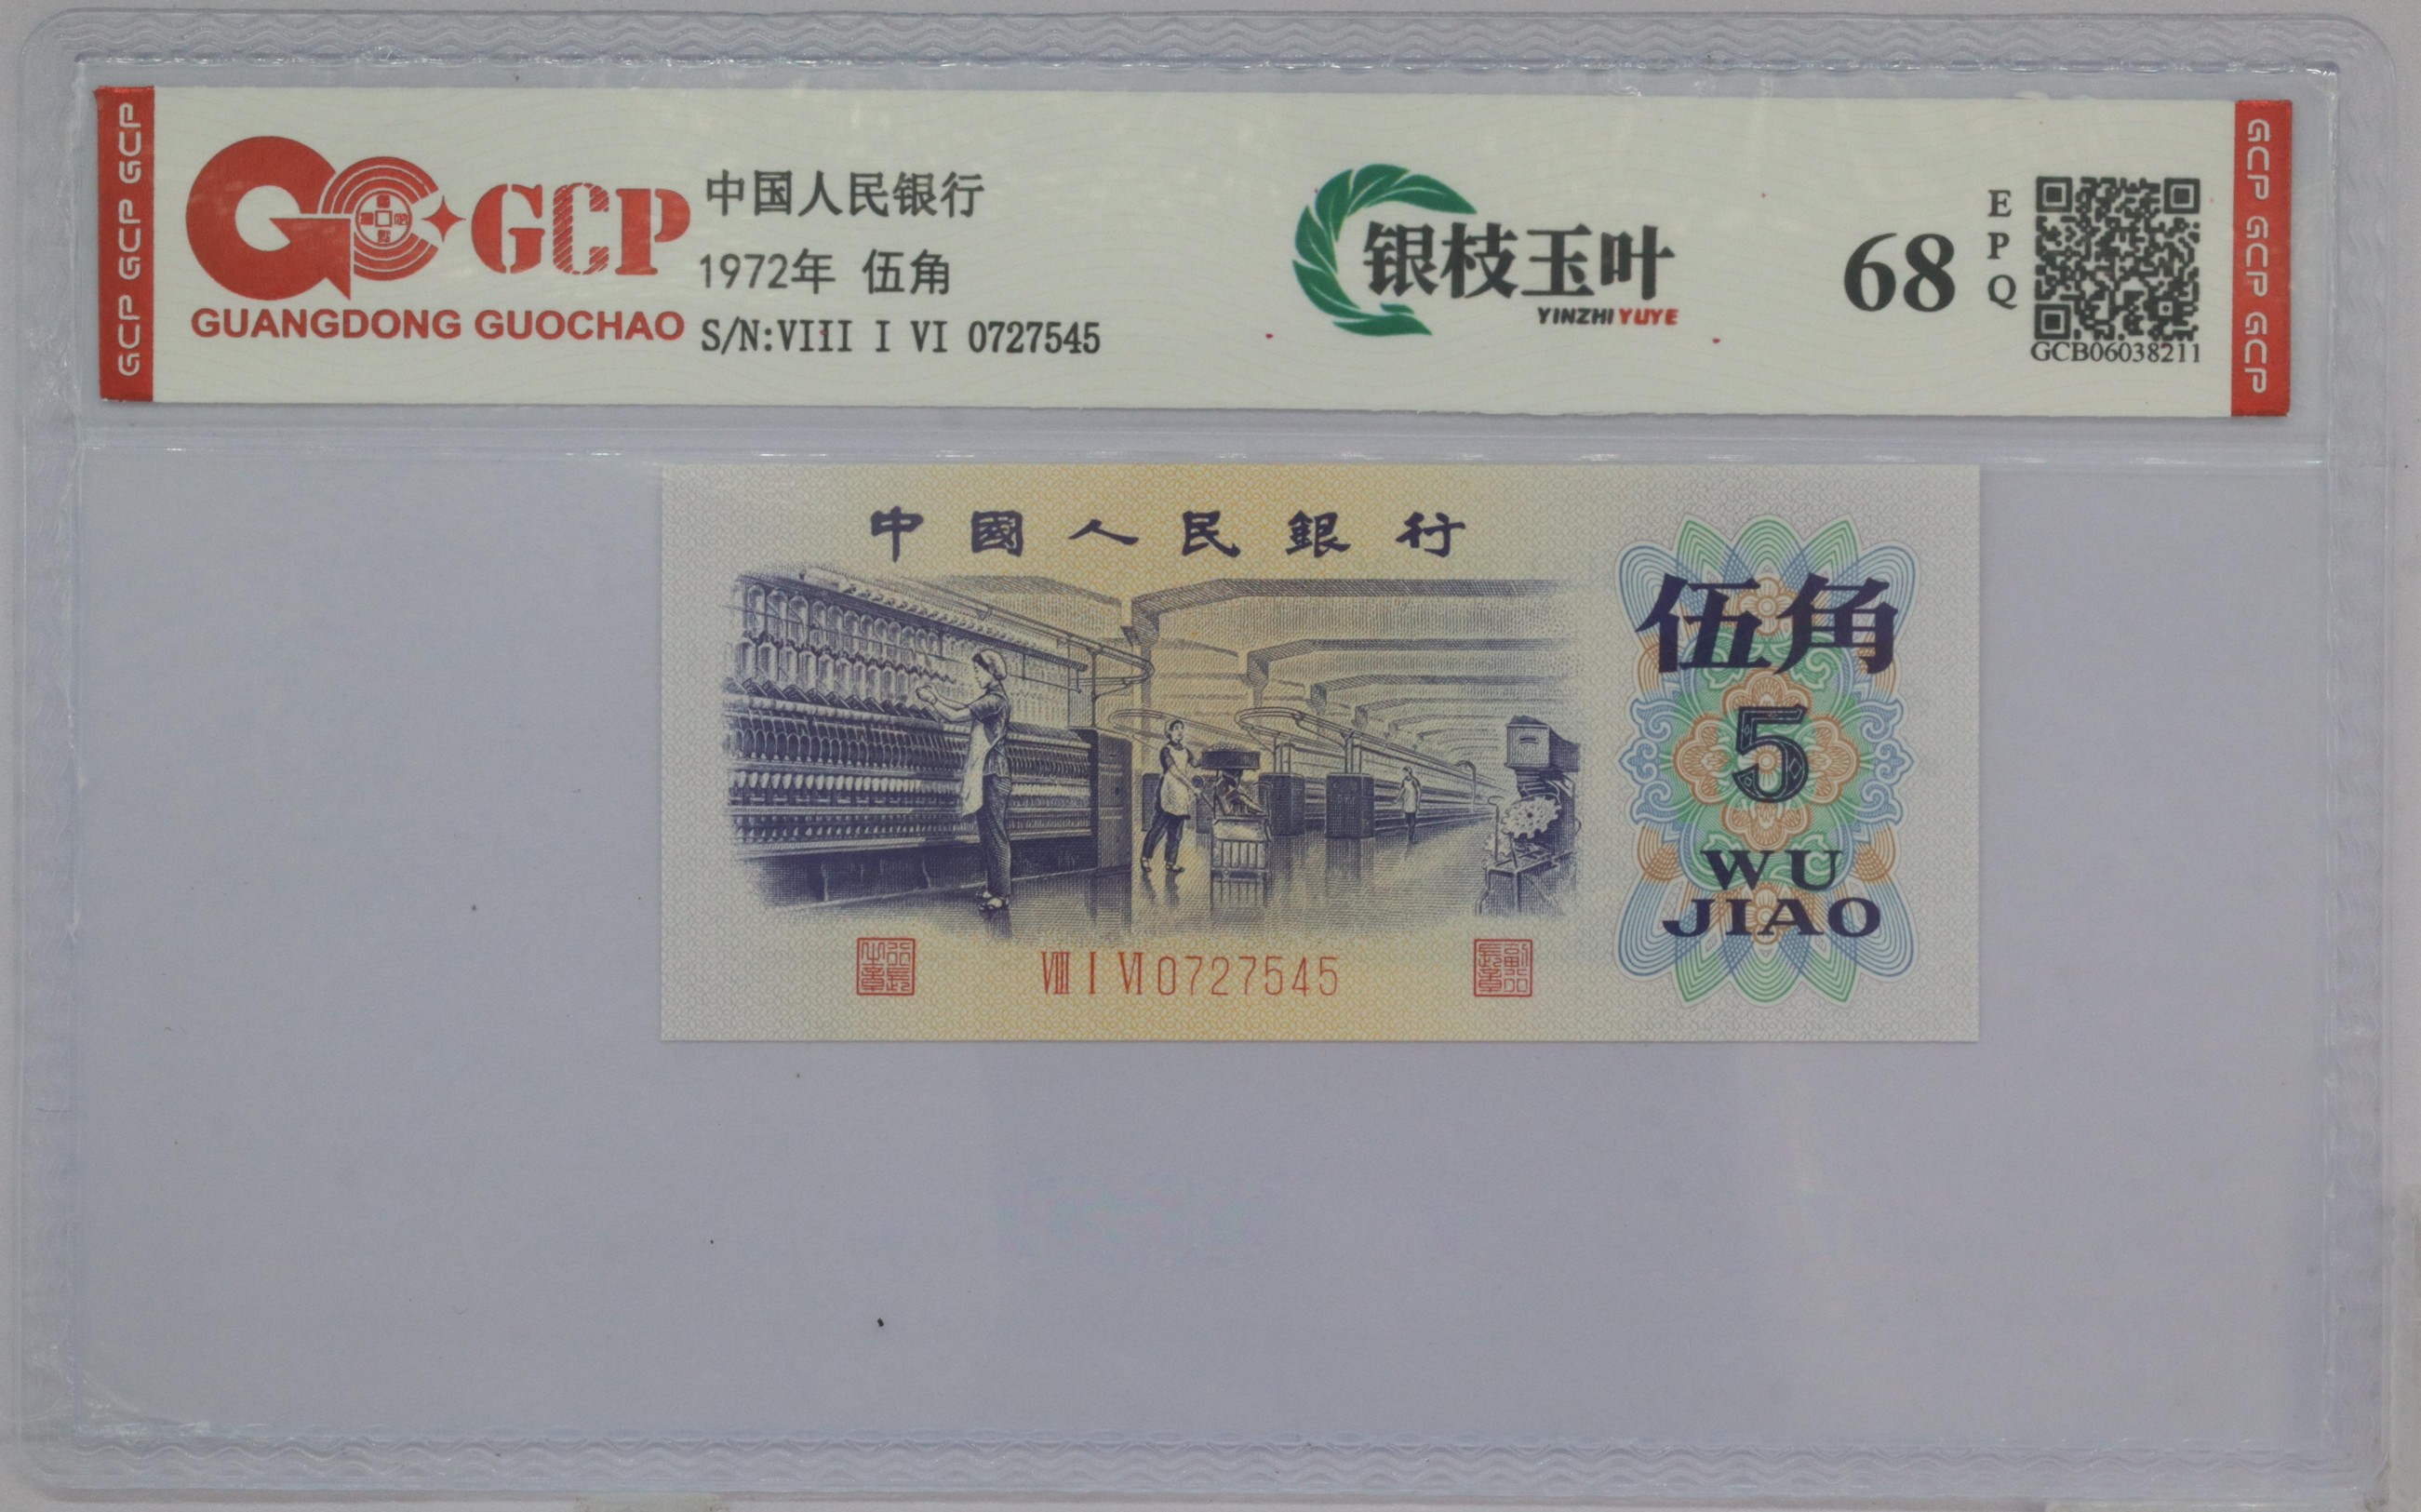 GCP GCP GCP
GCP
GUANGDONG GUOCHAO
中国人民银行
1972年 伍角
S/N:VIII I VI 0727545
银枝玉叶
YINZHI YUYE
68
EPQ
GCB06038211
GCP GCP GCP
中國人民銀行
伍角
5
WU
JIAO
VIII I VI 0727545